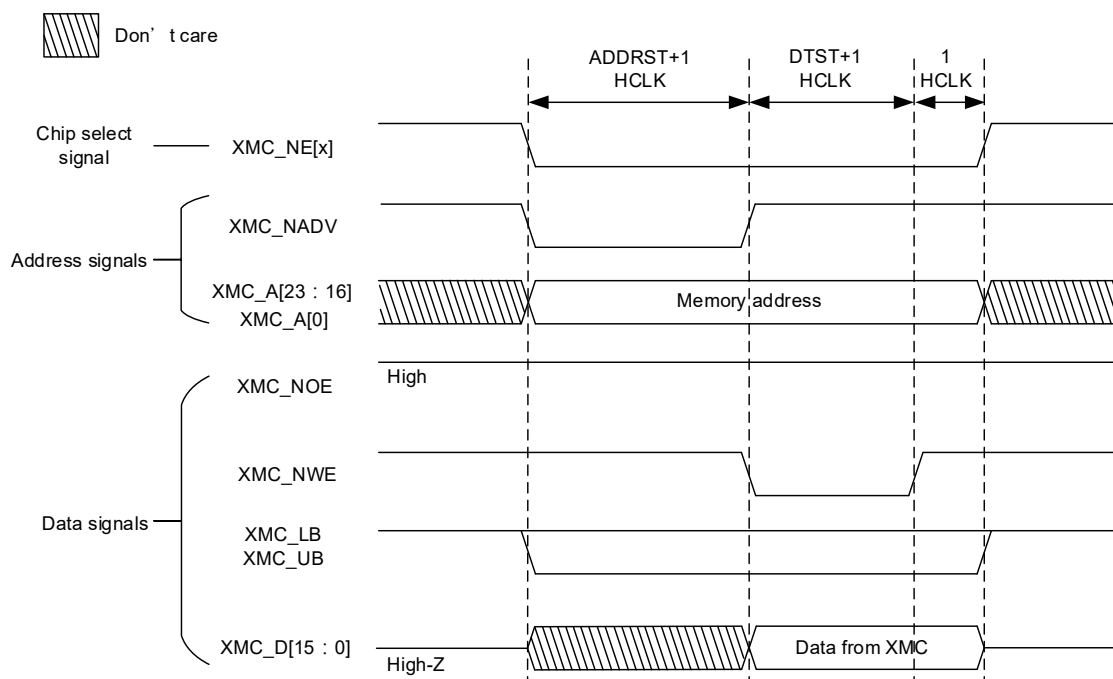 Don’t care
ADDRST+1
HCLK
DTST+1
HCLK
1
HCLK
Chip select
signal
XMC_NE[x]
XMC_NADV
Address signals
XMC_A[23：16]
XMC_A[0]
Memory address
High
XMC_NOE
XMC_NWE
Data signals
XMC_LB
XMC_UB
XMC_D[15：0]
High-Z
Data from XMC